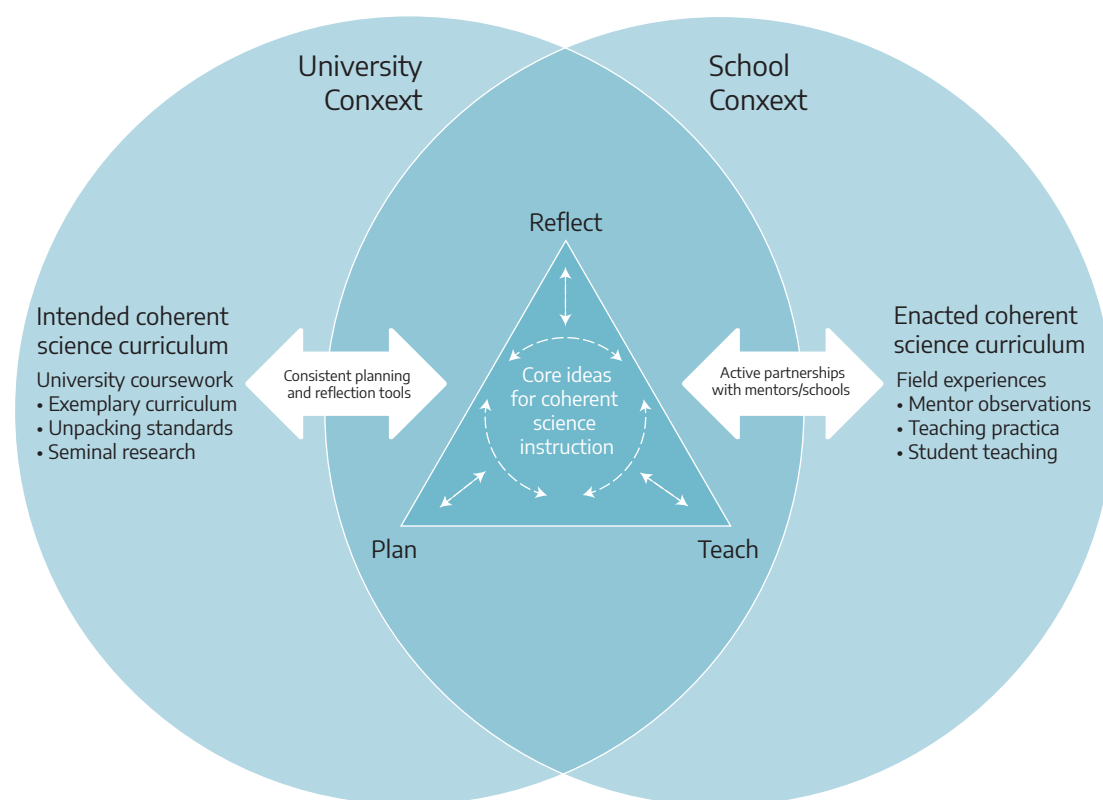 University
Conxext
School
Conxext
Reflect
Intended coherent
science curriculum
University coursework
• Exemplary curriculum
• Unpacking standards
• Seminal research
Consistent planning
and reflection tools
Core ideas
for coherent
science
instruction
Active partnerships
with mentors/schools
Enacted coherent
science curriculum
Field experiences
• Mentor observations
• Teaching practica
• Student teaching
Plan
Teach